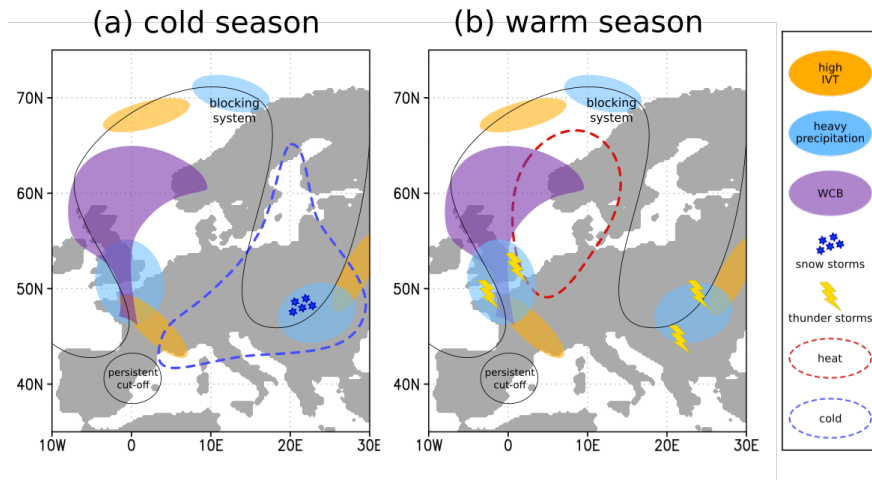 (a) cold season
(b) warm season
70N
60N
50N
40N
10W
0
10E
20E
30E
blocking
system
persistent
cut-off
70N
60N
50N
40N
10W
0
10E
20E
30E
blocking
system
persistent
cut-off
high
IVT
heavy
precipitation
WCB
snow storms
thunder storms
heat
cold